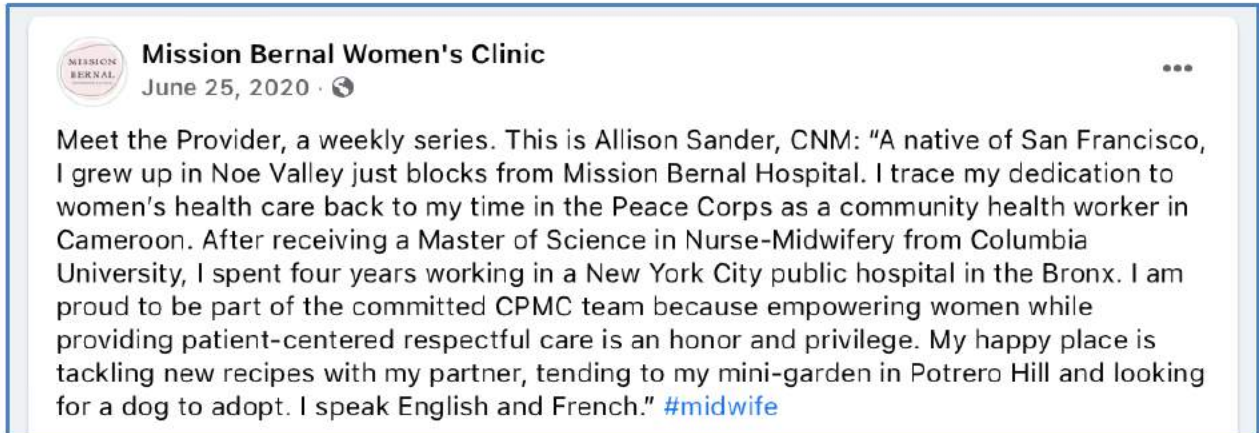 MISSION
BERNAL
Mission Bernal Women's Clinic
June 25, 2020 ·
Meet the Provider, a weekly series. This is Allison Sander, CNM: “A native of San Francisco,
I grew up in Noe Valley just blocks from Mission Bernal Hospital. I trace my dedication to
women's health care back to my time in the Peace Corps as a community health worker in
Cameroon. After receiving a Master of Science in Nurse-Midwifery from Columbia
University, I spent four years working in a New York City public hospital in the Bronx. I am
proud to be part of the committed CPMC team because empowering women while
providing patient-centered respectful care is an honor and privilege. My happy place is
tackling new recipes with my partner, tending to my mini-garden in Potrero Hill and looking
for a dog to adopt. I speak English and French.” #midwife